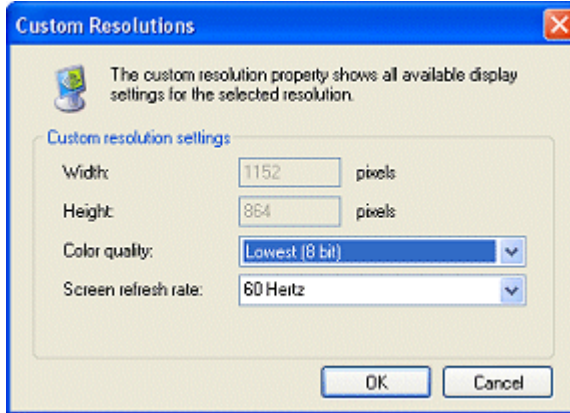 Custom Resolutions
The custom resolution property shows all available display
settings for the selected resolution.
Custom resolution settings
Width: 1152 pixels
Height: 864 pixels
Color quality: Lowest (8 bit)
Screen refresh rate: 60 Hertz
OK Cancel